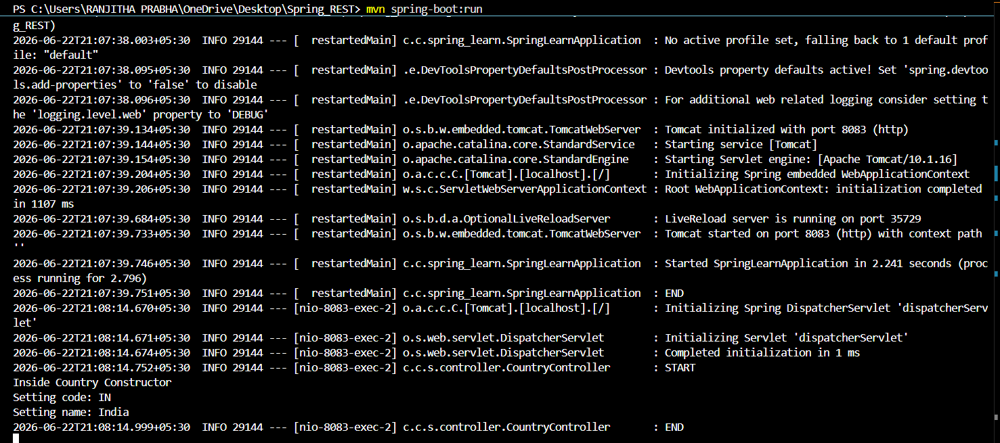 PS C:\Users\RANJITHA PRABHA\OneDrive\Desktop\Spring_REST> mvn spring-boot:run
g_REST)
2026-06-22T21:07:38.003+05:30  INFO 29144 --- [  restartedMain] c.c.spring_learn.SpringLearnApplication  : No active profile set, falling back to 1 default prof
ile: "default"
2026-06-22T21:07:38.095+05:30  INFO 29144 --- [  restartedMain] .e.DevToolsPropertyDefaultsPostProcessor : Devtools property defaults active! Set 'spring.devtoo
ls.add-properties' to 'false' to disable
2026-06-22T21:07:38.096+05:30  INFO 29144 --- [  restartedMain] .e.DevToolsPropertyDefaultsPostProcessor : For additional web related logging consider setting t
he 'logging.level.web' property to 'DEBUG'
2026-06-22T21:07:39.134+05:30  INFO 29144 --- [  restartedMain] o.s.b.w.embedded.tomcat.TomcatWebServer  : Tomcat initialized with port 8083 (http)
2026-06-22T21:07:39.144+05:30  INFO 29144 --- [  restartedMain] o.apache.catalina.core.StandardService   : Starting service [Tomcat]
2026-06-22T21:07:39.154+05:30  INFO 29144 --- [  restartedMain] o.apache.catalina.core.StandardEngine    : Starting Servlet engine: [Apache Tomcat/10.1.16]
2026-06-22T21:07:39.204+05:30  INFO 29144 --- [  restartedMain] o.a.c.c.C.[Tomcat].[localhost].[/]       : Initializing Spring embedded WebApplicationContext
2026-06-22T21:07:39.206+05:30  INFO 29144 --- [  restartedMain] w.s.c.ServletWebServerApplicationContext : Root WebApplicationContext: initialization completed
in 1107 ms
2026-06-22T21:07:39.684+05:30  INFO 29144 --- [  restartedMain] o.s.b.d.a.OptionalLiveReloadServer       : LiveReload server is running on port 35729
2026-06-22T21:07:39.733+05:30  INFO 29144 --- [  restartedMain] o.s.b.w.embedded.tomcat.TomcatWebServer  : Tomcat started on port 8083 (http) with context path
''
2026-06-22T21:07:39.746+05:30  INFO 29144 --- [  restartedMain] c.c.spring_learn.SpringLearnApplication  : Started SpringLearnApplication in 2.241 seconds (proc
ess running for 2.796)
2026-06-22T21:07:39.751+05:30  INFO 29144 --- [  restartedMain] c.c.spring_learn.SpringLearnApplication  : END
2026-06-22T21:08:14.670+05:30  INFO 29144 --- [nio-8083-exec-2] o.a.c.c.C.[Tomcat].[localhost].[/]       : Initializing Spring DispatcherServlet 'dispatcherServ
let'
2026-06-22T21:08:14.671+05:30  INFO 29144 --- [nio-8083-exec-2] o.s.web.servlet.DispatcherServlet        : Initializing Servlet 'dispatcherServlet'
2026-06-22T21:08:14.674+05:30  INFO 29144 --- [nio-8083-exec-2] o.s.web.servlet.DispatcherServlet        : Completed initialization in 1 ms
2026-06-22T21:08:14.752+05:30  INFO 29144 --- [nio-8083-exec-2] c.c.s.controller.CountryController       : START
Inside Country Constructor
Setting code: IN
Setting name: India
2026-06-22T21:08:14.999+05:30  INFO 29144 --- [nio-8083-exec-2] c.c.s.controller.CountryController       : END